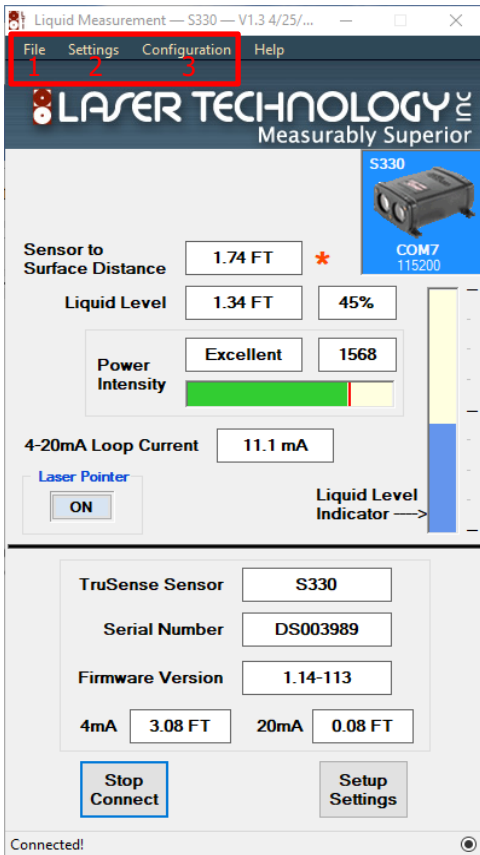 Liquid Measurement — S330 — V1.3 4/25/...
File Settings Configuration Help
1 2 3
LASER TECHNOLOGY INC
Measurably Superior
S330
COM7
115200
Sensor to
Surface Distance
1.74 FT
*
Liquid Level
1.34 FT
45%
Power
Intensity
Excellent
1568
4-20mA Loop Current
11.1 mA
Laser Pointer
ON
Liquid Level
Indicator ---->
TruSense Sensor
S330
Serial Number
DS003989
Firmware Version
1.14-113
4mA
3.08 FT
20mA
0.08 FT
Stop
Connect
Setup
Settings
Connected!